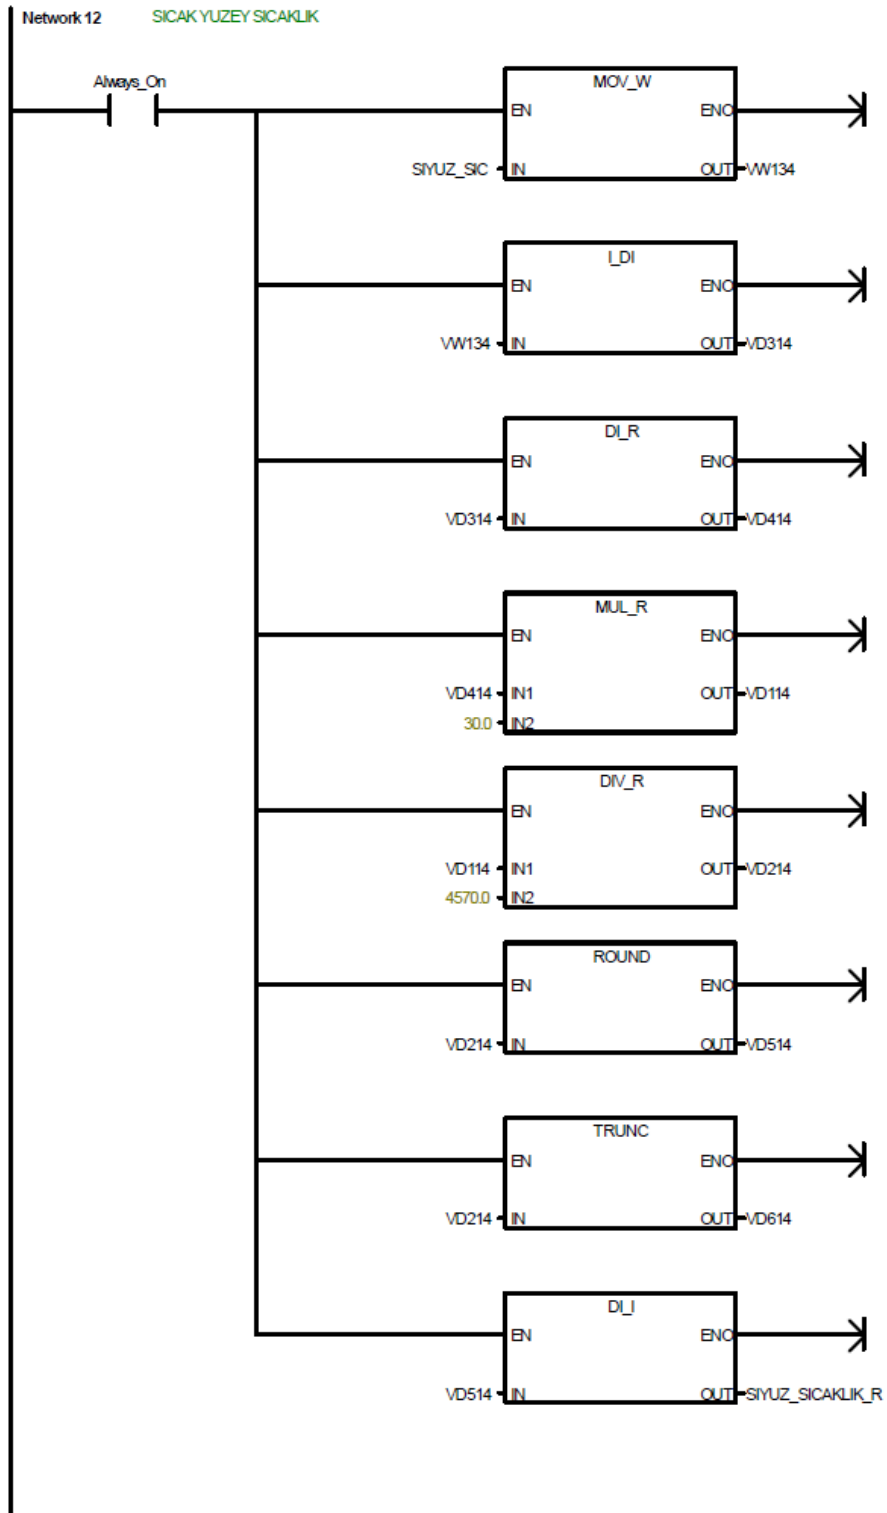 Network 12 SICAK YUZEY SICAKLIK
Always_On
MOV_W
EN ENO
SIYUZ_SIC IN OUT VW134
I_DI
EN ENO
VW134 IN OUT VD314
DI_R
EN ENO
VD314 IN OUT VD414
MUL_R
EN ENO
VD414 IN1 OUT VD114
30.0 IN2
DIV_R
EN ENO
VD114 IN1 OUT VD214
4570.0 IN2
ROUND
EN ENO
VD214 IN OUT VD514
TRUNC
EN ENO
VD214 IN OUT VD614
DI_I
EN ENO
VD514 IN OUT SIYUZ_SICAKLIK_R